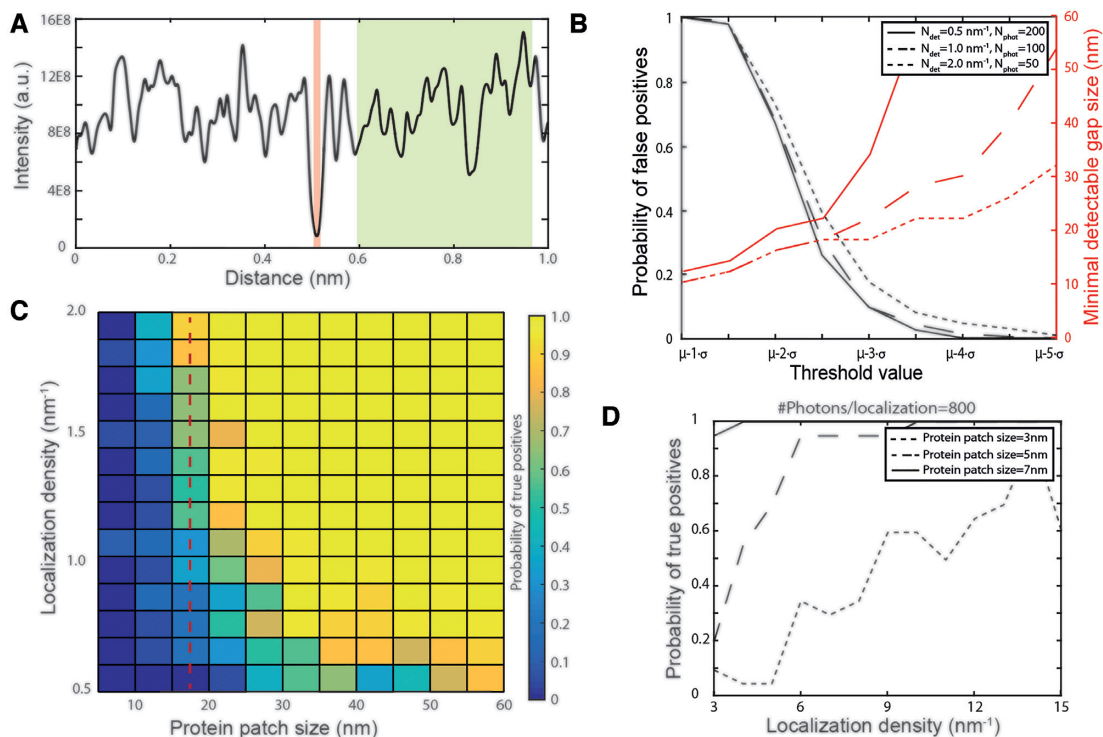 A
Intensity (a.u.)
16E8
12E8
8E8
4E8
0
0 0.2 0.4 0.6 0.8 1.0
Distance (nm)
B
Probability of false positives
1
0.8
0.6
0.4
0.2
0
N_det=0.5 nm⁻¹, N_phot=200
N_det=1.0 nm⁻¹, N_phot=100
N_det=2.0 nm⁻¹, N_phot=50
60
50
40
30
20
10
0
Minimal detectable gap size (nm)
μ-1·σ μ-2·σ μ-3·σ μ-4·σ μ-5·σ
Threshold value
C
Localization density (nm⁻¹)
2.0
1.5
1.0
0.5
10 20 30 40 50 60
Protein patch size (nm)
Probability of true positives
1.0
0.9
0.8
0.7
0.6
0.5
0.4
0.3
0.2
0.1
0
D
#Photons/localization=800
Probability of true positives
1
0.8
0.6
0.4
0.2
0
Protein patch size=3nm
Protein patch size=5nm
Protein patch size=7nm
3 6 9 12 15
Localization density (nm⁻¹)